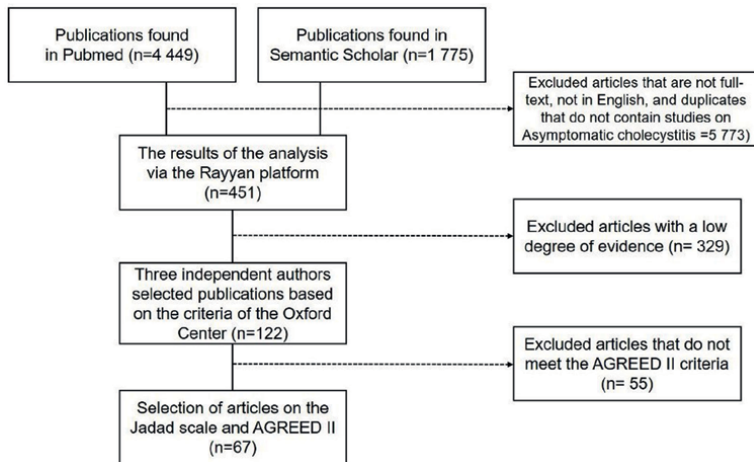 Publications found
in Pubmed (n=4 449)
Publications found in
Semantic Scholar (n=1 775)
Excluded articles that are not full-
text, not in English, and duplicates
that do not contain studies on
Asymptomatic cholecystitis =5 773)
The results of the analysis
via the Rayyan platform
(n=451)
Excluded articles with a low
degree of evidence (n= 329)
Three independent authors
selected publications based
on the criteria of the Oxford
Center (n=122)
Excluded articles that do not
meet the AGREED II criteria
(n= 55)
Selection of articles on the
Jadad scale and AGREED II
(n=67)